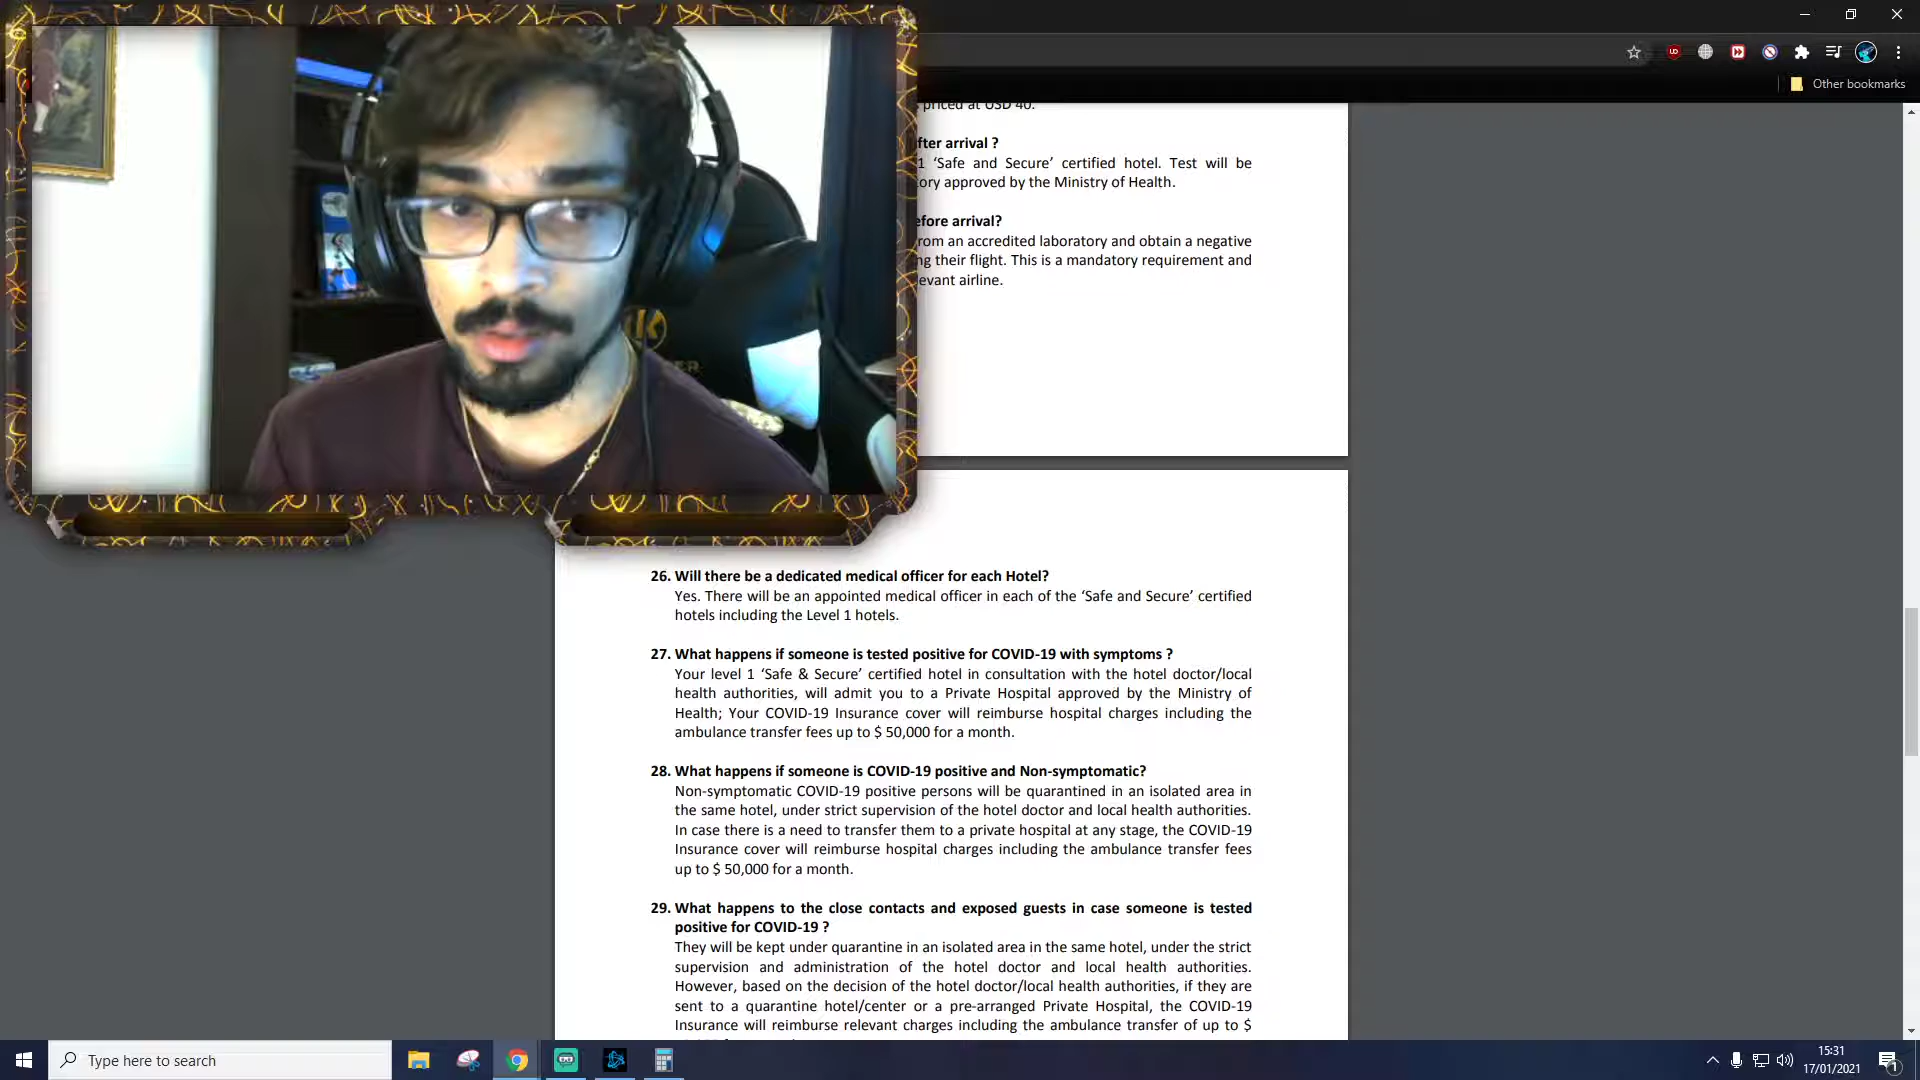 Other bookmarks
priced at USD 40.
fter arrival ?
1 ‘Safe and Secure’ certified hotel. Test will be
ory approved by the Ministry of Health.
efore arrival?
rom an accredited laboratory and obtain a negative
ng their flight. This is a mandatory requirement and
evant airline.
26. Will there be a dedicated medical officer for each Hotel?
Yes. There will be an appointed medical officer in each of the ‘Safe and Secure’ certified
hotels including the Level 1 hotels.
27. What happens if someone is tested positive for COVID-19 with symptoms ?
Your level 1 ‘Safe & Secure’ certified hotel in consultation with the hotel doctor/local
health authorities, will admit you to a Private Hospital approved by the Ministry of
Health; Your COVID-19 Insurance cover will reimburse hospital charges including the
ambulance transfer fees up to $ 50,000 for a month.
28. What happens if someone is COVID-19 positive and Non-symptomatic?
Non-symptomatic COVID-19 positive persons will be quarantined in an isolated area in
the same hotel, under strict supervision of the hotel doctor and local health authorities.
In case there is a need to transfer them to a private hospital at any stage, the COVID-19
Insurance cover will reimburse hospital charges including the ambulance transfer fees
up to $ 50,000 for a month.
29. What happens to the close contacts and exposed guests in case someone is tested
positive for COVID-19 ?
They will be kept under quarantine in an isolated area in the same hotel, under the strict
supervision and administration of the hotel doctor and local health authorities.
However, based on the decision of the hotel doctor/local health authorities, if they are
sent to a quarantine hotel/center or a pre-arranged Private Hospital, the COVID-19
Insurance will reimburse relevant charges including the ambulance transfer of up to $
Type here to search
15:31
17/01/2021
1